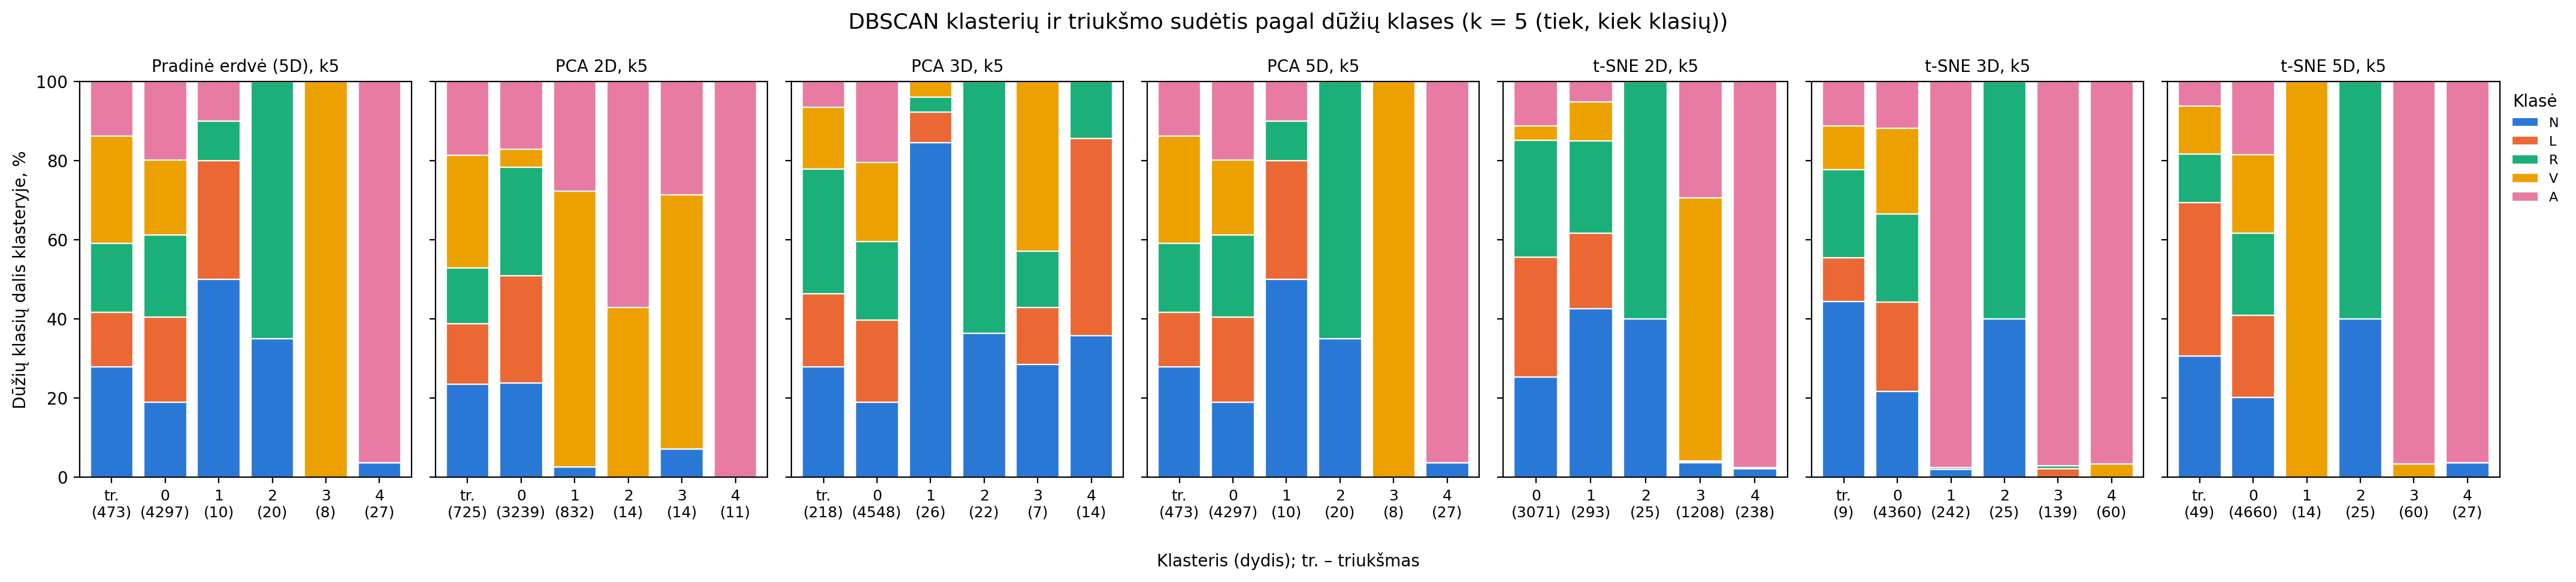 DBSCAN klasterių ir triukšmo sudėtis pagal dūžių klases (k = 5 (tiek, kiek klasių))
Pradinė erdvė (5D), k5
PCA 2D, k5
PCA 3D, k5
PCA 5D, k5
t-SNE 2D, k5
t-SNE 3D, k5
t-SNE 5D, k5
Dūžių klasių dalis klasteryje, %
100
80
60
40
20
0
Klasė
N
L
R
V
A
tr. 0 1 2 3 4
(473) (4297) (10) (20) (8) (27)
tr. 0 1 2 3 4
(725) (3239) (832) (14) (14) (11)
tr. 0 1 2 3 4
(218) (4548) (26) (22) (7) (14)
tr. 0 1 2 3 4
(473) (4297) (10) (20) (8) (27)
0 1 2 3 4
(3071) (293) (25) (1208) (238)
tr. 0 1 2 3 4
(9) (4360) (242) (25) (139) (60)
tr. 0 1 2 3 4
(49) (4660) (14) (25) (60) (27)
Klasteris (dydis); tr. – triukšmas